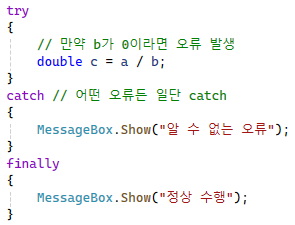 try
{
// 만약 b가 0이라면 오류 발생
double c = a / b;
}
catch // 어떤 오류든 일단 catch
{
MessageBox.Show("알 수 없는 오류");
}
finally
{
MessageBox.Show("정상 수행");
}